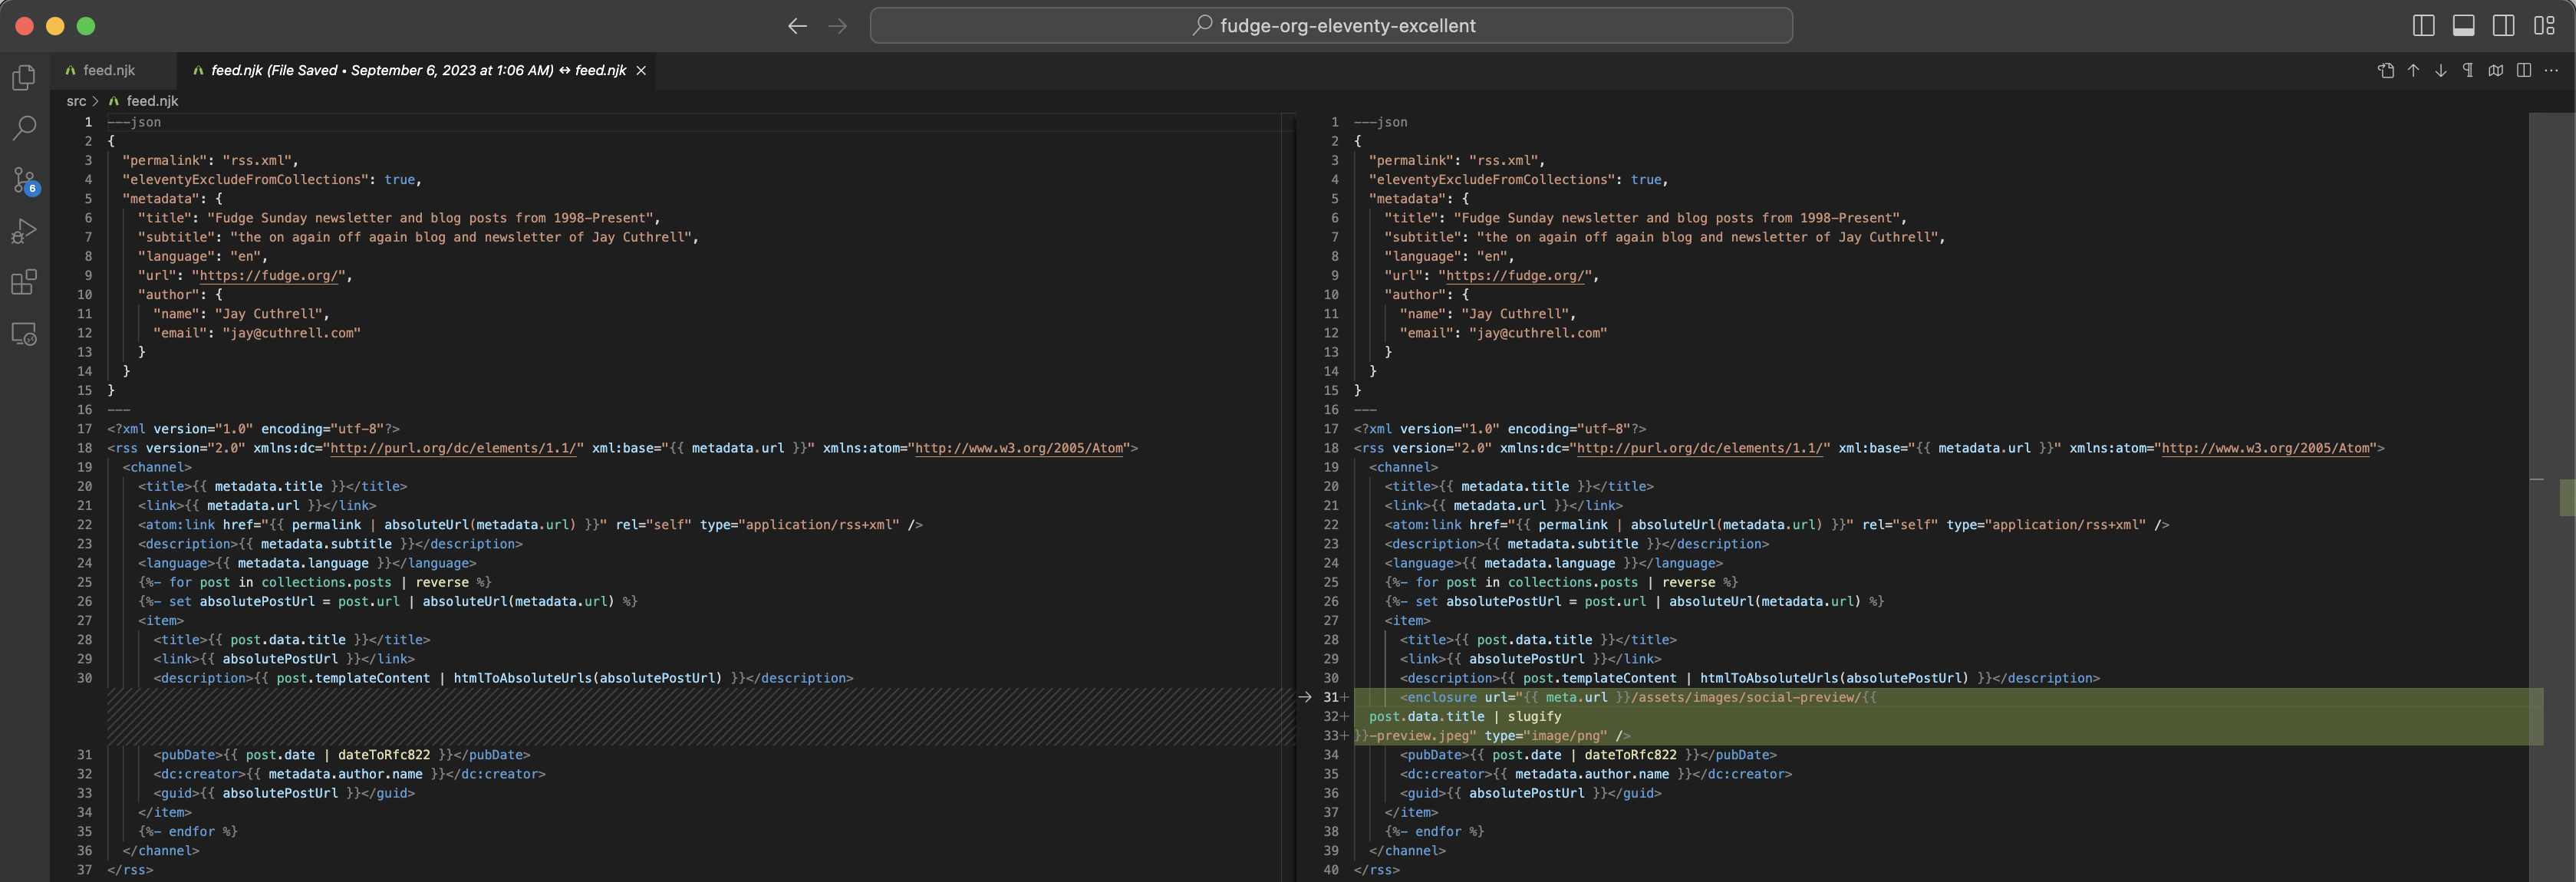 fudge-org-eleventy-excellent
feed.njk
feed.njk (File Saved • September 6, 2023 at 1:06 AM) ↔ feed.njk
src > feed.njk
6
1 ---json
2 {
3 "permalink": "rss.xml",
4 "eleventyExcludeFromCollections": true,
5 "metadata": {
6 "title": "Fudge Sunday newsletter and blog posts from 1998-Present",
7 "subtitle": "the on again off again blog and newsletter of Jay Cuthrell",
8 "language": "en",
9 "url": "https://fudge.org/",
10 "author": {
11 "name": "Jay Cuthrell",
12 "email": "jay@cuthrell.com"
13 }
14 }
15 }
16 ---
17 <?xml version="1.0" encoding="utf-8"?>
18 <rss version="2.0" xmlns:dc="http://purl.org/dc/elements/1.1/" xml:base="{{ metadata.url }}" xmlns:atom="http://www.w3.org/2005/Atom">
19 <channel>
20 <title>{{ metadata.title }}</title>
21 <link>{{ metadata.url }}</link>
22 <atom:link href="{{ permalink | absoluteUrl(metadata.url) }}" rel="self" type="application/rss+xml" />
23 <description>{{ metadata.subtitle }}</description>
24 <language>{{ metadata.language }}</language>
25 {%- for post in collections.posts | reverse %}
26 {%- set absolutePostUrl = post.url | absoluteUrl(metadata.url) %}
27 <item>
28 <title>{{ post.data.title }}</title>
29 <link>{{ absolutePostUrl }}</link>
30 <description>{{ post.templateContent | htmlToAbsoluteUrls(absolutePostUrl) }}</description>
31 <pubDate>{{ post.date | dateToRfc822 }}</pubDate>
32 <dc:creator>{{ metadata.author.name }}</dc:creator>
33 <guid>{{ absolutePostUrl }}</guid>
34 </item>
35 {%- endfor %}
36 </channel>
37 </rss>
1 ---json
2 {
3 "permalink": "rss.xml",
4 "eleventyExcludeFromCollections": true,
5 "metadata": {
6 "title": "Fudge Sunday newsletter and blog posts from 1998-Present",
7 "subtitle": "the on again off again blog and newsletter of Jay Cuthrell",
8 "language": "en",
9 "url": "https://fudge.org/",
10 "author": {
11 "name": "Jay Cuthrell",
12 "email": "jay@cuthrell.com"
13 }
14 }
15 }
16 ---
17 <?xml version="1.0" encoding="utf-8"?>
18 <rss version="2.0" xmlns:dc="http://purl.org/dc/elements/1.1/" xml:base="{{ metadata.url }}" xmlns:atom="http://www.w3.org/2005/Atom">
19 <channel>
20 <title>{{ metadata.title }}</title>
21 <link>{{ metadata.url }}</link>
22 <atom:link href="{{ permalink | absoluteUrl(metadata.url) }}" rel="self" type="application/rss+xml" />
23 <description>{{ metadata.subtitle }}</description>
24 <language>{{ metadata.language }}</language>
25 {%- for post in collections.posts | reverse %}
26 {%- set absolutePostUrl = post.url | absoluteUrl(metadata.url) %}
27 <item>
28 <title>{{ post.data.title }}</title>
29 <link>{{ absolutePostUrl }}</link>
30 <description>{{ post.templateContent | htmlToAbsoluteUrls(absolutePostUrl) }}</description>
→ 31+ <enclosure url="{{ meta.url }}/assets/images/social-preview/{{
32+ post.data.title | slugify
33+ }}-preview.jpeg" type="image/png" />
34 <pubDate>{{ post.date | dateToRfc822 }}</pubDate>
35 <dc:creator>{{ metadata.author.name }}</dc:creator>
36 <guid>{{ absolutePostUrl }}</guid>
37 </item>
38 {%- endfor %}
39 </channel>
40 </rss>